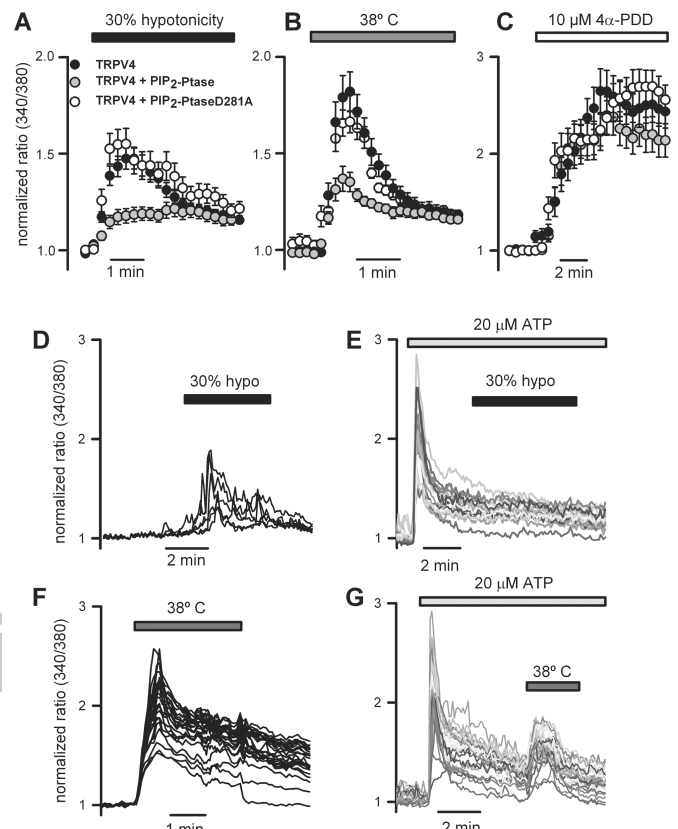 A
30% hypotonicity
TRPV4
TRPV4 + PIP2-Ptase
TRPV4 + PIP2-PtaseD281A
normalized ratio (340/380)
2.0
1.5
1.0
1 min
B
38º C
2.0
1.5
1.0
1 min
C
10 µM 4α-PDD
3
2
1
2 min
D
30% hypo
normalized ratio (340/380)
3
2
1
2 min
E
20 µM ATP
30% hypo
3
2
1
2 min
F
38º C
normalized ratio (340/380)
3
2
1
1 min
G
20 µM ATP
38º C
3
2
1
2 min